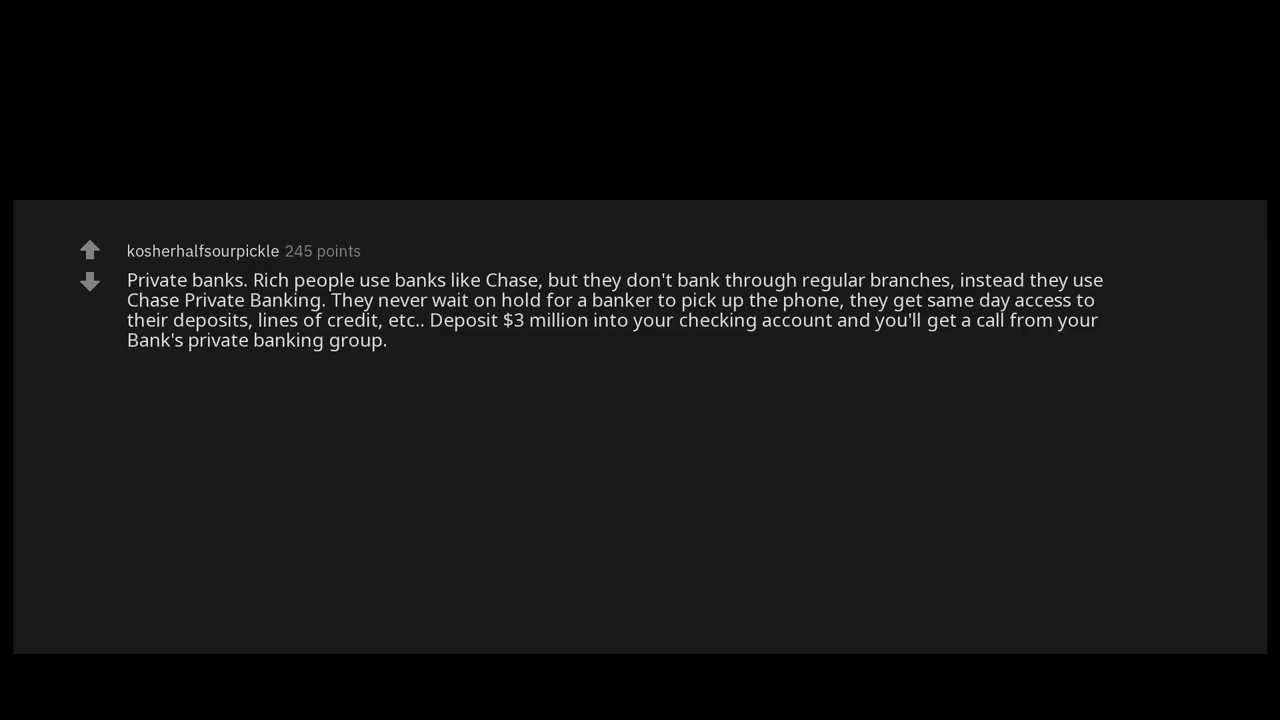 kosherhalfsourpickle 245 points
Private banks. Rich people use banks like Chase, but they don't bank through regular branches, instead they use
Chase Private Banking. They never wait on hold for a banker to pick up the phone, they get same day access to
their deposits, lines of credit, etc.. Deposit $3 million into your checking account and you'll get a call from your
Bank's private banking group.